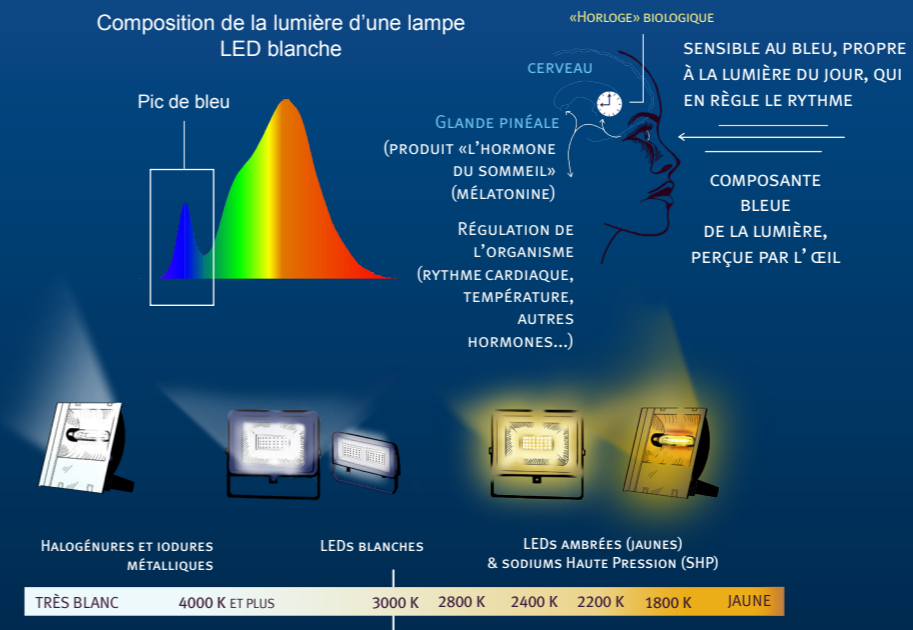 Composition de la lumière d'une lampe
LED blanche
Pic de bleu
«HORLOGE» BIOLOGIQUE
CERVEAU
GLANDE PINÉALE
(PRODUIT «L'HORMONE
DU SOMMEIL»
(MÉLATONINE)
RÉGULATION DE
L'ORGANISME
(RYTHME CARDIAQUE,
TEMPÉRATURE,
AUTRES
HORMONES...)
SENSIBLE AU BLEU, PROPRE
À LA LUMIÈRE DU JOUR, QUI
EN RÈGLE LE RYTHME
COMPOSANTE
BLEUE
DE LA LUMIÈRE,
PERÇUE PAR L' ŒIL
HALOGÉNURES ET IODURES
MÉTALLIQUES
LEDS BLANCHES
LEDS AMBRÉES (JAUNES)
& SODIUMS HAUTE PRESSION (SHP)
TRÈS BLANC 4000 K ET PLUS 3000 K 2800 K 2400 K 2200 K 1800 K JAUNE